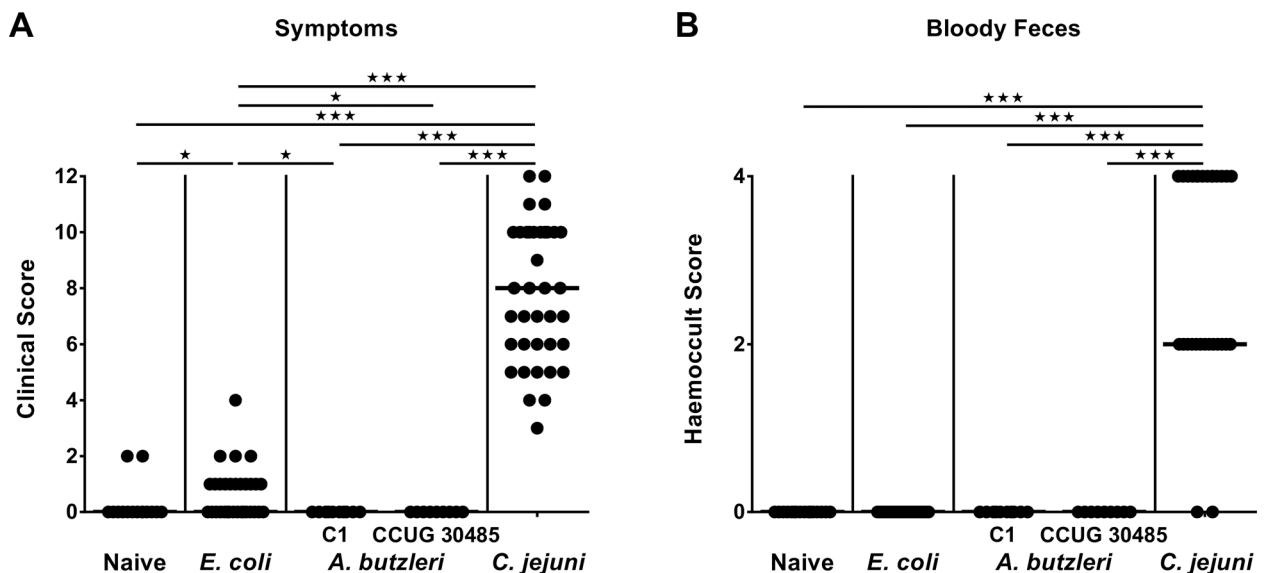 A
Symptoms
★★★
★
★★★
★★★
★ ★ ★★★
12
10
8
6
4
2
0
Clinical Score
C1 CCUG 30485
Naive E. coli A. butzleri C. jejuni
B
Bloody Feces
★★★
★★★
★★★
★★★
4
2
0
Haemoccult Score
C1 CCUG 30485
Naive E. coli A. butzleri C. jejuni